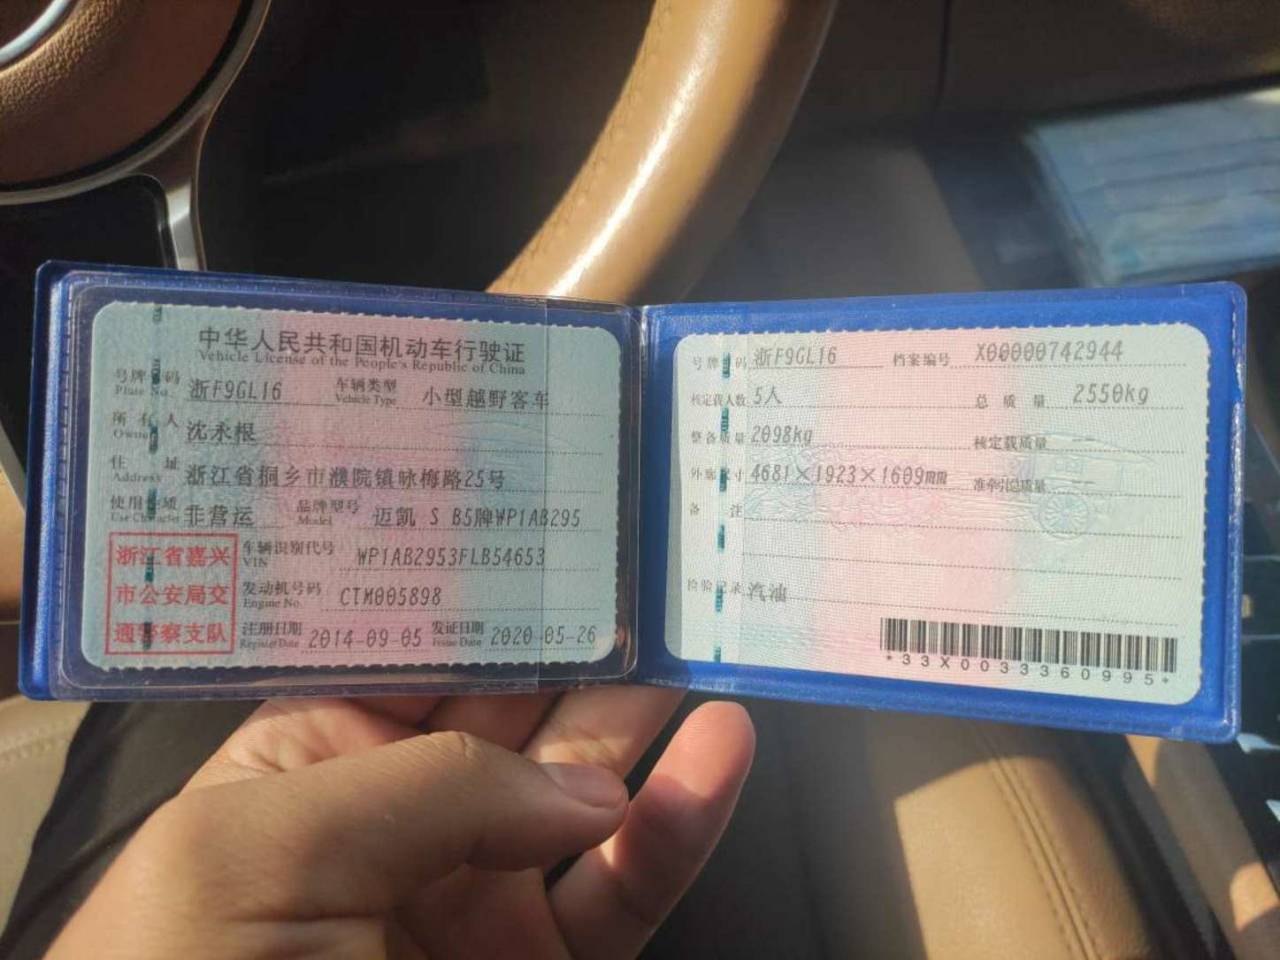 中华人民共和国机动车行驶证
Vehicle License of the People's Republic of China
号牌号码 浙F9GL16 车辆类型 小型越野客车
Plate No. Vehicle Type
所有人 沈永根
Owner
住址 浙江省桐乡市濮院镇咏梅路25号
Address
使用性质 非营运 品牌型号 迈凯 S B5牌WP1AB295
Use Character Model
浙江省嘉兴
市公安局交
通警察支队
车辆识别代号 WP1AB2953FLB54653
VIN
发动机号码 CTM005898
Engine No.
注册日期 2014-09-05 发证日期 2020-05-26
Register Date Issue Date
号牌号码 浙F9GL16 档案编号 X00000742944
核定载人数 5人 总质量 2550kg
整备质量 2098kg 核定载质量
外廓尺寸 4681×1923×1609mm 准牵引总质量
备注
检验记录 汽油
*33X0033360995*